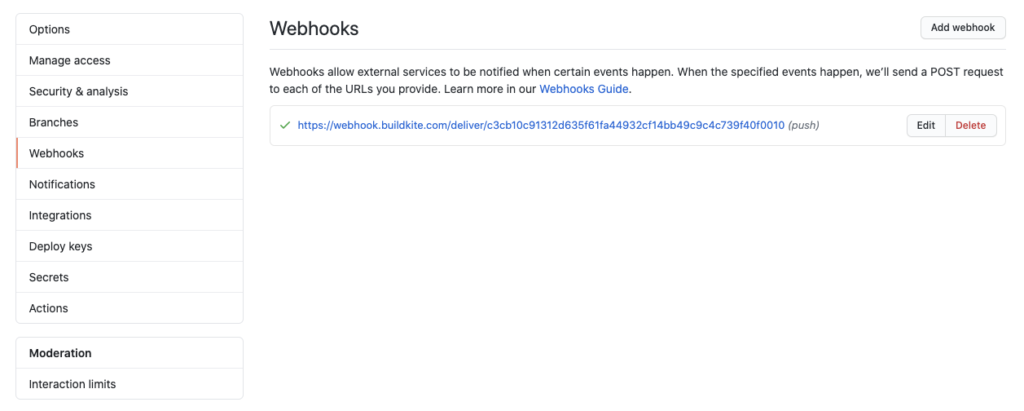 Options
Manage access
Security & analysis
Branches
Webhooks
Notifications
Integrations
Deploy keys
Secrets
Actions
Moderation
Interaction limits
Webhooks
Add webhook
Webhooks allow external services to be notified when certain events happen. When the specified events happen, we’ll send a POST request
to each of the URLs you provide. Learn more in our Webhooks Guide.
https://webhook.buildkite.com/deliver/c3cb10c91312d635f61fa44932cf14bb49c9c4c739f40f0010 (push)
Edit
Delete